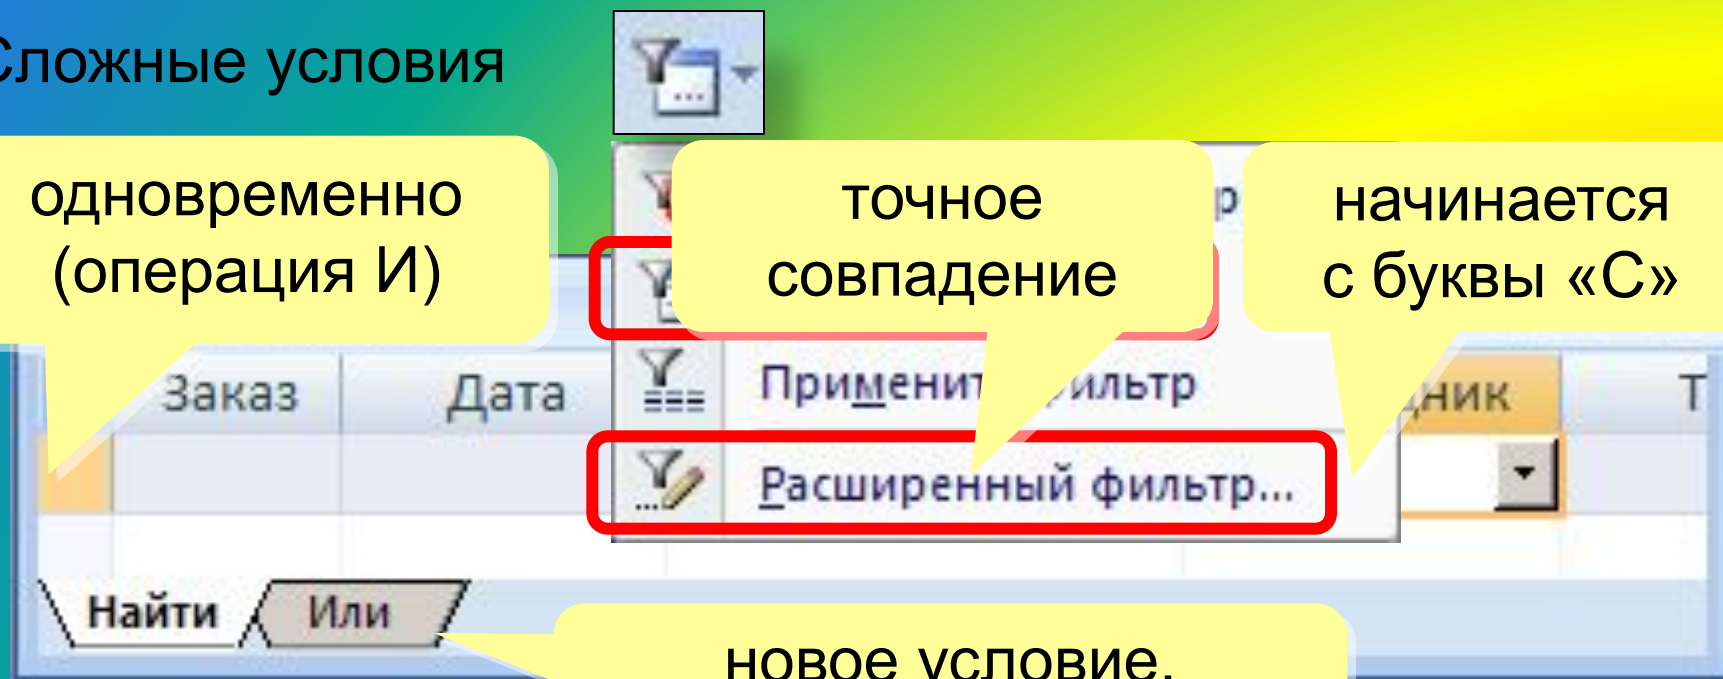 Сложные условия
одновременно
(операция И)
точное
совпадение
начинается
с буквы «С»
Заказ
Дата
Применить фильтр
Расширенный фильтр...
Найти
Или
новое условие,